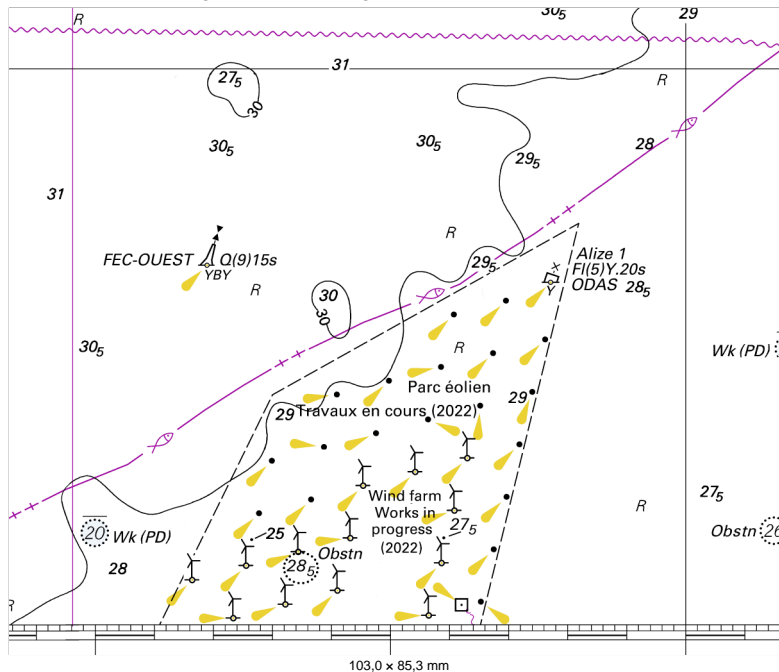 R
30₅
29
31
27₅
30
R
30₅
30₅
28
29₅
31
R
FEC-OUEST
Q(9)15s
YBY
29₅
Alize 1
Fl(5)Y.20s
ODAS
28₅
Y
R
30
30
30₅
R
Wk (PD)
Parc éolien
29
29
Travaux en cours (2022)
Wind farm
Works in
progress
(2022)
27₅
R
27₅
20
Wk (PD)
25
27₅
Obstn
26
Obstn
28₅
28
R
103,0 × 85,3 mm